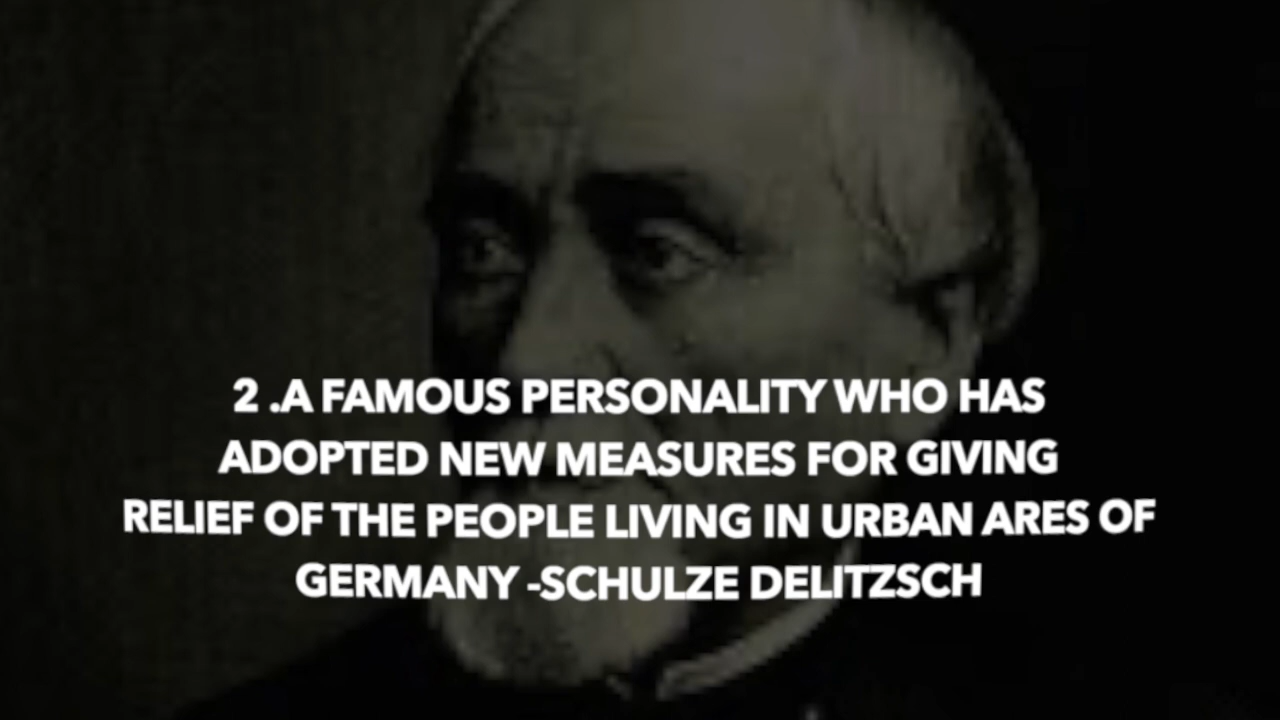 2 .A FAMOUS PERSONALITY WHO HAS
ADOPTED NEW MEASURES FOR GIVING
RELIEF OF THE PEOPLE LIVING IN URBAN ARES OF
GERMANY -SCHULZE DELITZSCH